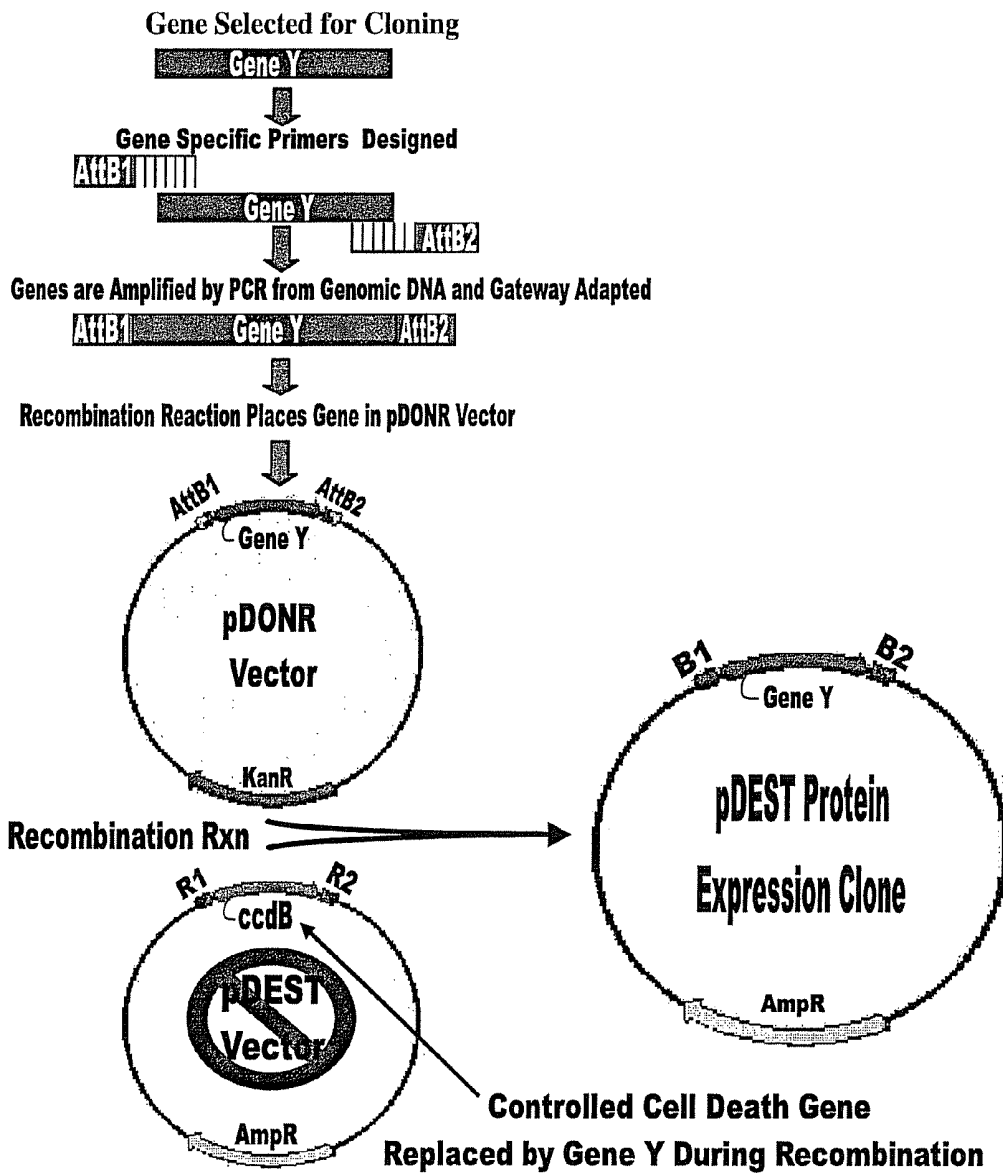 Gene Selected for Cloning
Gene Y
Gene Specific Primers Designed
AttB1
Gene Y
AttB2
Genes are Amplified by PCR from Genomic DNA and Gateway Adapted
AttB1 Gene Y AttB2
Recombination Reaction Places Gene in pDONR Vector
AttB1 AttB2
Gene Y
pDONR
Vector
KanR
B1 B2
Gene Y
pDEST Protein
Expression Clone
AmpR
Recombination Rxn
R1 R2
ccdB
pDEST
Vector
AmpR
Controlled Cell Death Gene
Replaced by Gene Y During Recombination